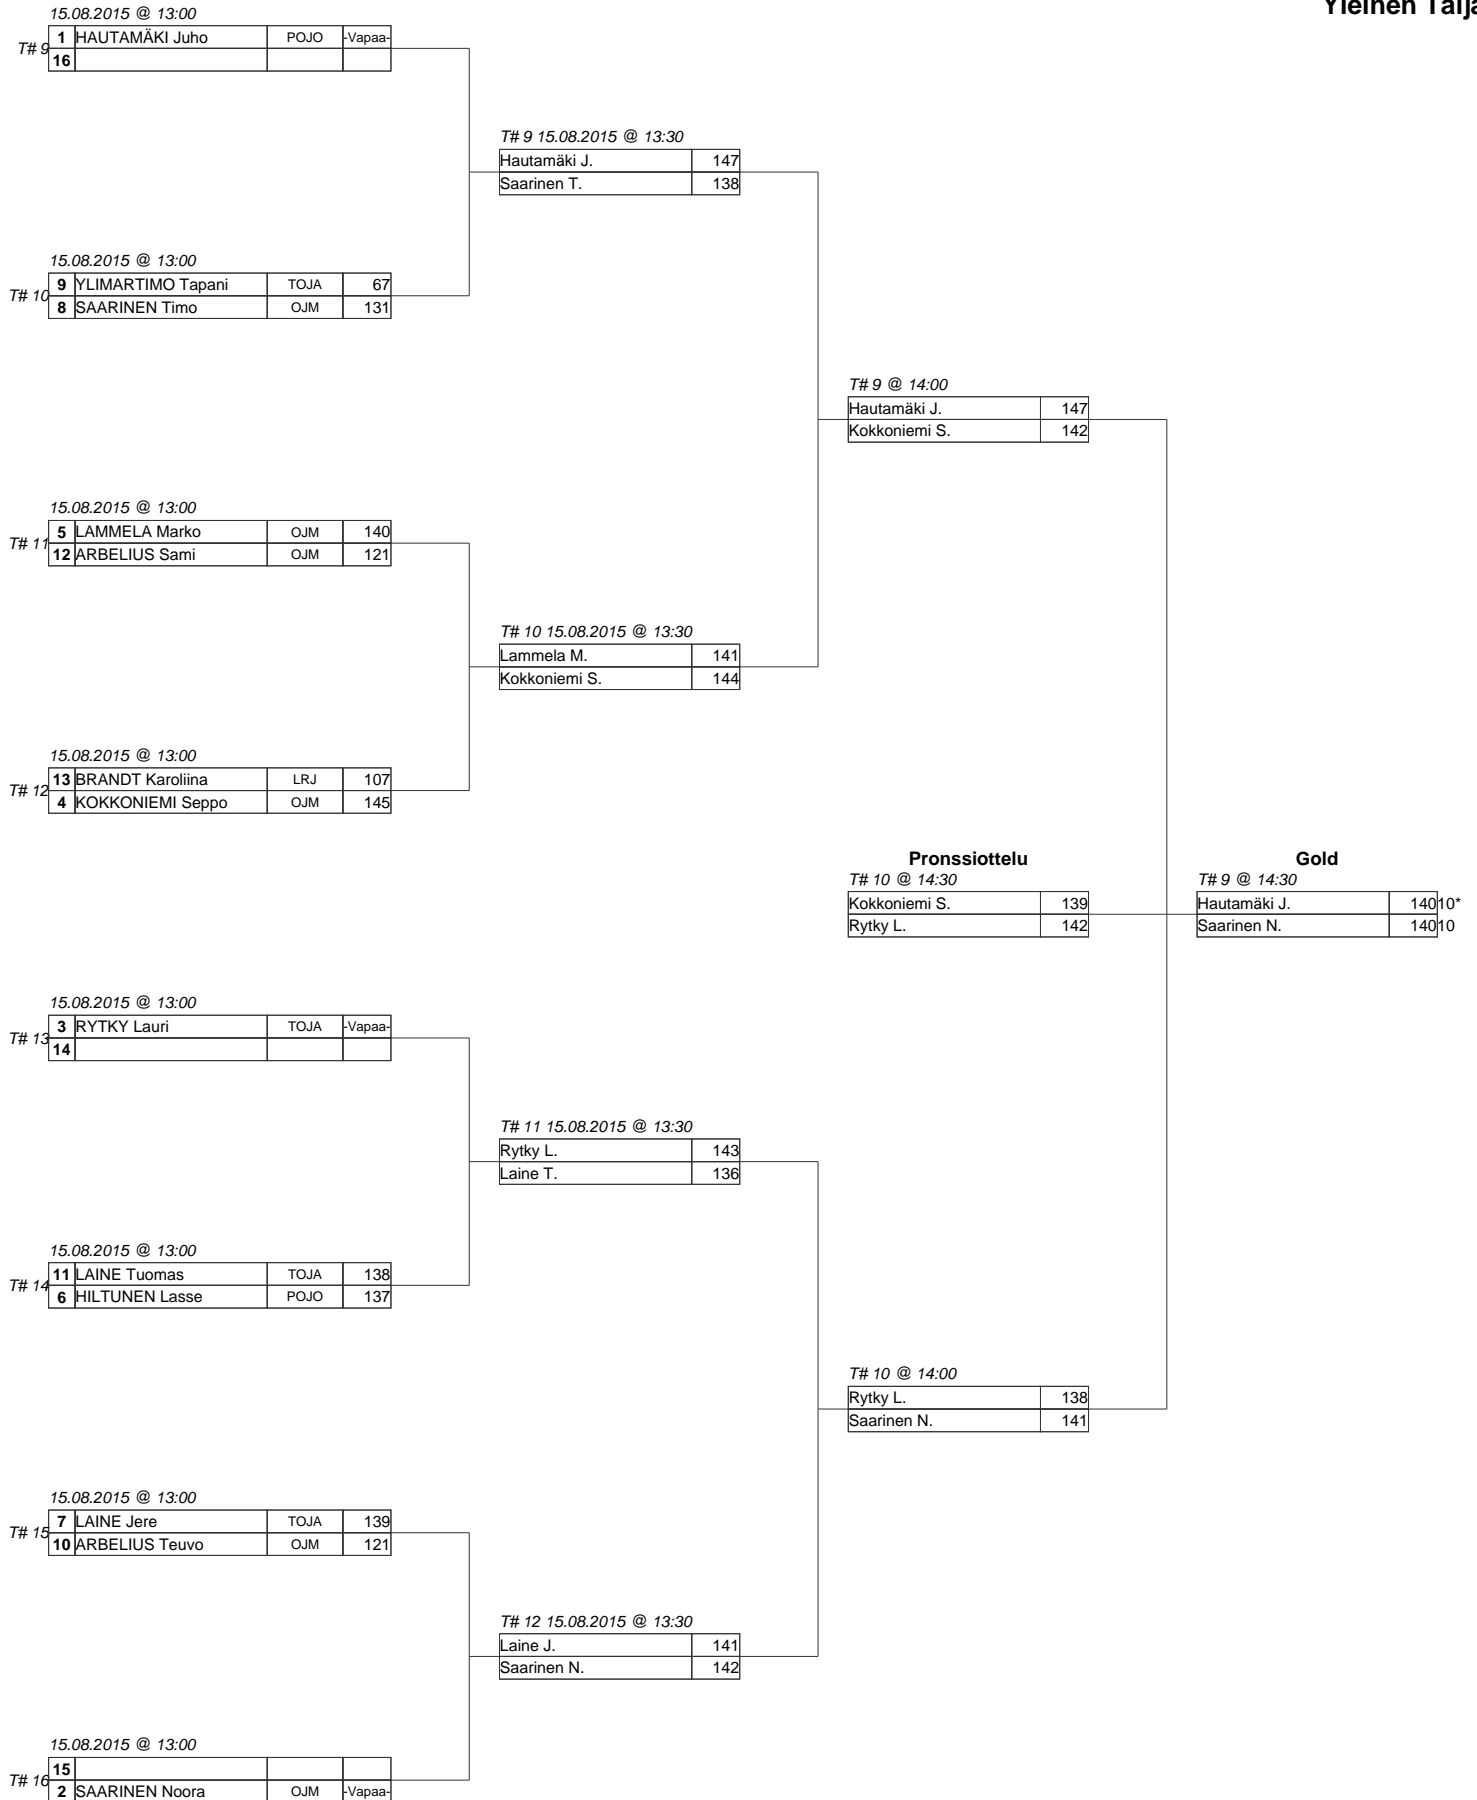 Yleinen Talja
15.08.2015 @ 13:00
T# 9
1 HAUTAMÄKI Juho POJO -Vapaa-
16
T# 9 15.08.2015 @ 13:30
Hautamäki J. 147
Saarinen T. 138
15.08.2015 @ 13:00
T# 10
9 YLIMARTIMO Tapani TOJA 67
8 SAARINEN Timo OJM 131
T# 9 @ 14:00
Hautamäki J. 147
Kokkoniemi S. 142
15.08.2015 @ 13:00
T# 11
5 LAMMELA Marko OJM 140
12 ARBELIUS Sami OJM 121
T# 10 15.08.2015 @ 13:30
Lammela M. 141
Kokkoniemi S. 144
15.08.2015 @ 13:00
T# 12
13 BRANDT Karoliina LRJ 107
4 KOKKONIEMI Seppo OJM 145
Pronssiottelu
T# 10 @ 14:30
Kokkoniemi S. 139
Rytky L. 142
Gold
T# 9 @ 14:30
Hautamäki J. 140 10*
Saarinen N. 140 10
15.08.2015 @ 13:00
T# 13
3 RYTKY Lauri TOJA -Vapaa-
14
T# 11 15.08.2015 @ 13:30
Rytky L. 143
Laine T. 136
15.08.2015 @ 13:00
T# 14
11 LAINE Tuomas TOJA 138
6 HILTUNEN Lasse POJO 137
T# 10 @ 14:00
Rytky L. 138
Saarinen N. 141
15.08.2015 @ 13:00
T# 15
7 LAINE Jere TOJA 139
10 ARBELIUS Teuvo OJM 121
T# 12 15.08.2015 @ 13:30
Laine J. 141
Saarinen N. 142
15.08.2015 @ 13:00
T# 16
15
2 SAARINEN Noora OJM -Vapaa-